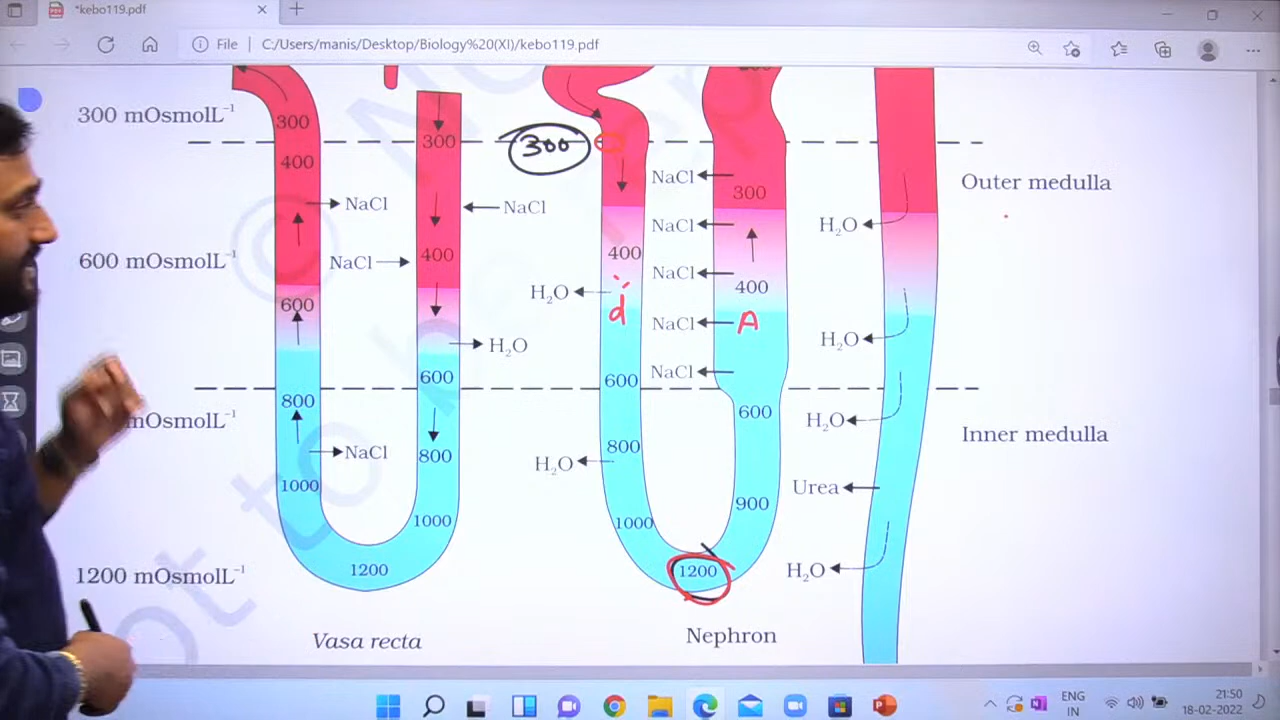 *kebo119.pdf
File C:/Users/manis/Desktop/Biology%20(XI)/kebo119.pdf
300 mOsmolL⁻¹
600 mOsmolL⁻¹
mOsmolL⁻¹
1200 mOsmolL⁻¹
300
400
600
800
1000
1200
NaCl
NaCl
NaCl
300
400
600
800
1000
NaCl
H₂O
Vasa recta
300
400
d
600
800
1000
1200
H₂O
H₂O
NaCl
NaCl
NaCl
NaCl
NaCl
300
400
A
600
900
Nephron
H₂O
H₂O
H₂O
Urea
H₂O
Outer medulla
Inner medulla
ENG
IN
21:50
18-02-2022